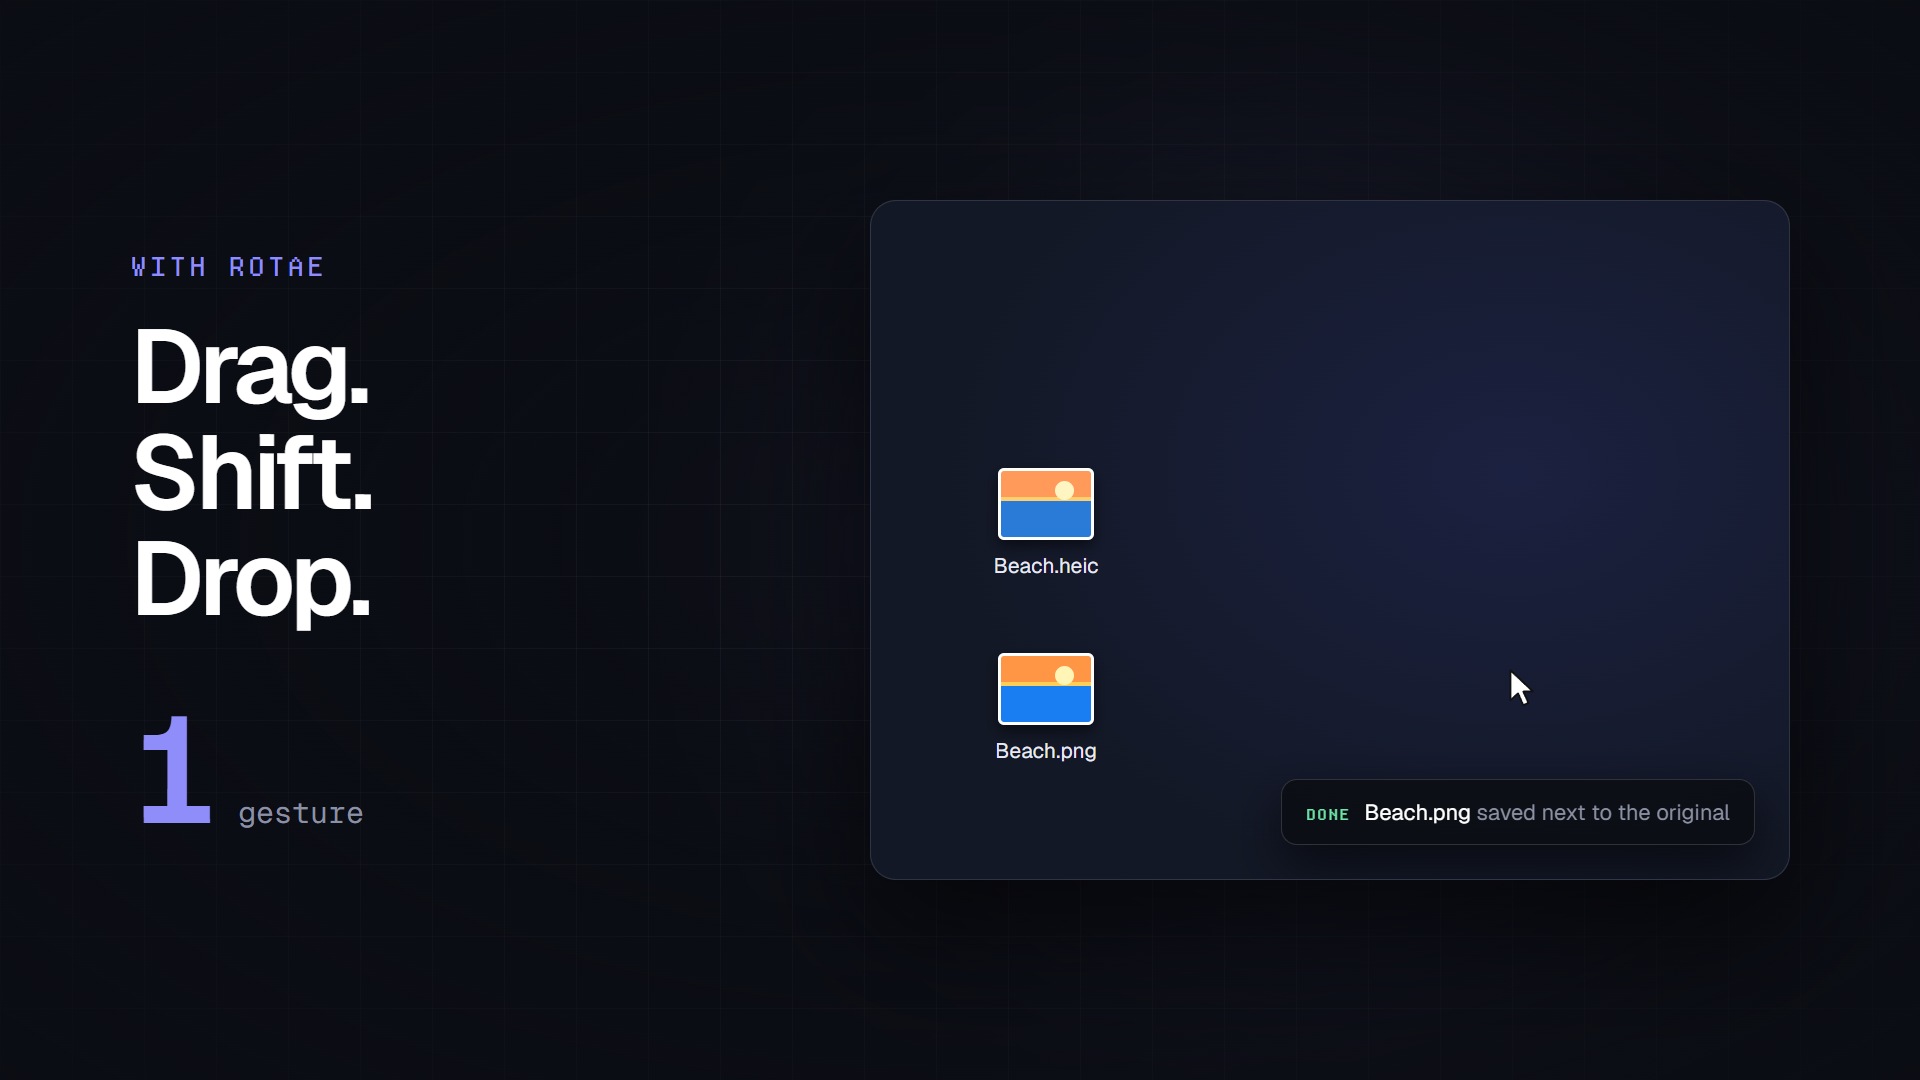 WITH ROTAE
Drag.
Shift.
Drop.
1 gesture
Beach.heic
Beach.png
DONE Beach.png saved next to the original